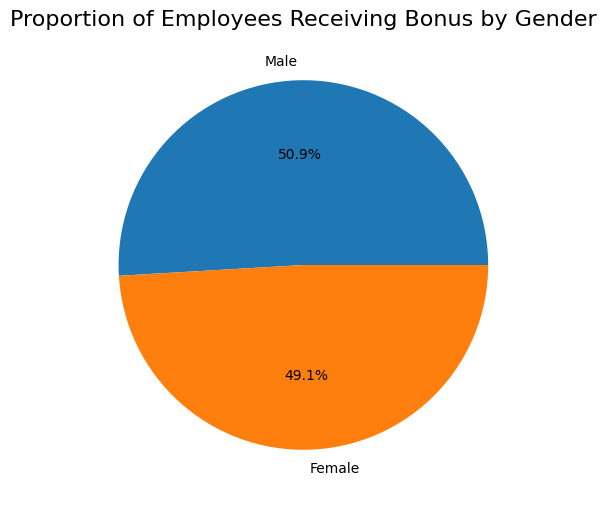 Proportion of Employees Receiving Bonus by Gender
Male
50.9%
49.1%
Female